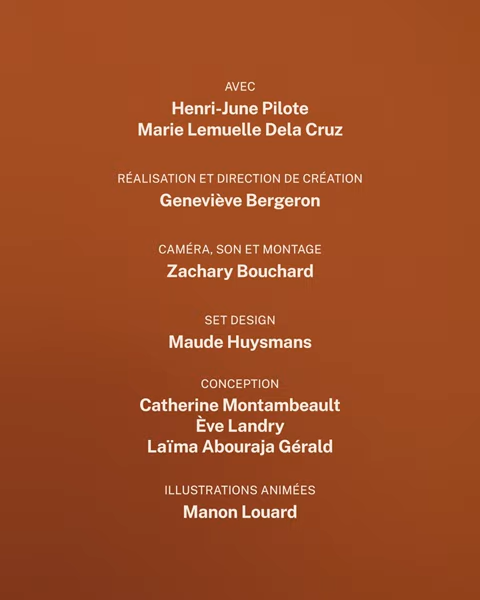 AVEC
Henri-June Pilote
Marie Lemuelle Dela Cruz
RÉALISATION ET DIRECTION DE CRÉATION
Geneviève Bergeron
CAMÉRA, SON ET MONTAGE
Zachary Bouchard
SET DESIGN
Maude Huysmans
CONCEPTION
Catherine Montambeault
Ève Landry
Laïma Abouraja Gérald
ILLUSTRATIONS ANIMÉES
Manon Louard